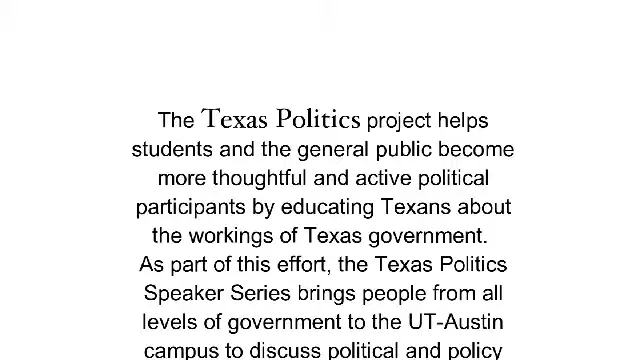 The Texas Politics project helps
students and the general public become
more thoughtful and active political
participants by educating Texans about
the workings of Texas government.
As part of this effort, the Texas Politics
Speaker Series brings people from all
levels of government to the UT-Austin
campus to discuss political and policy